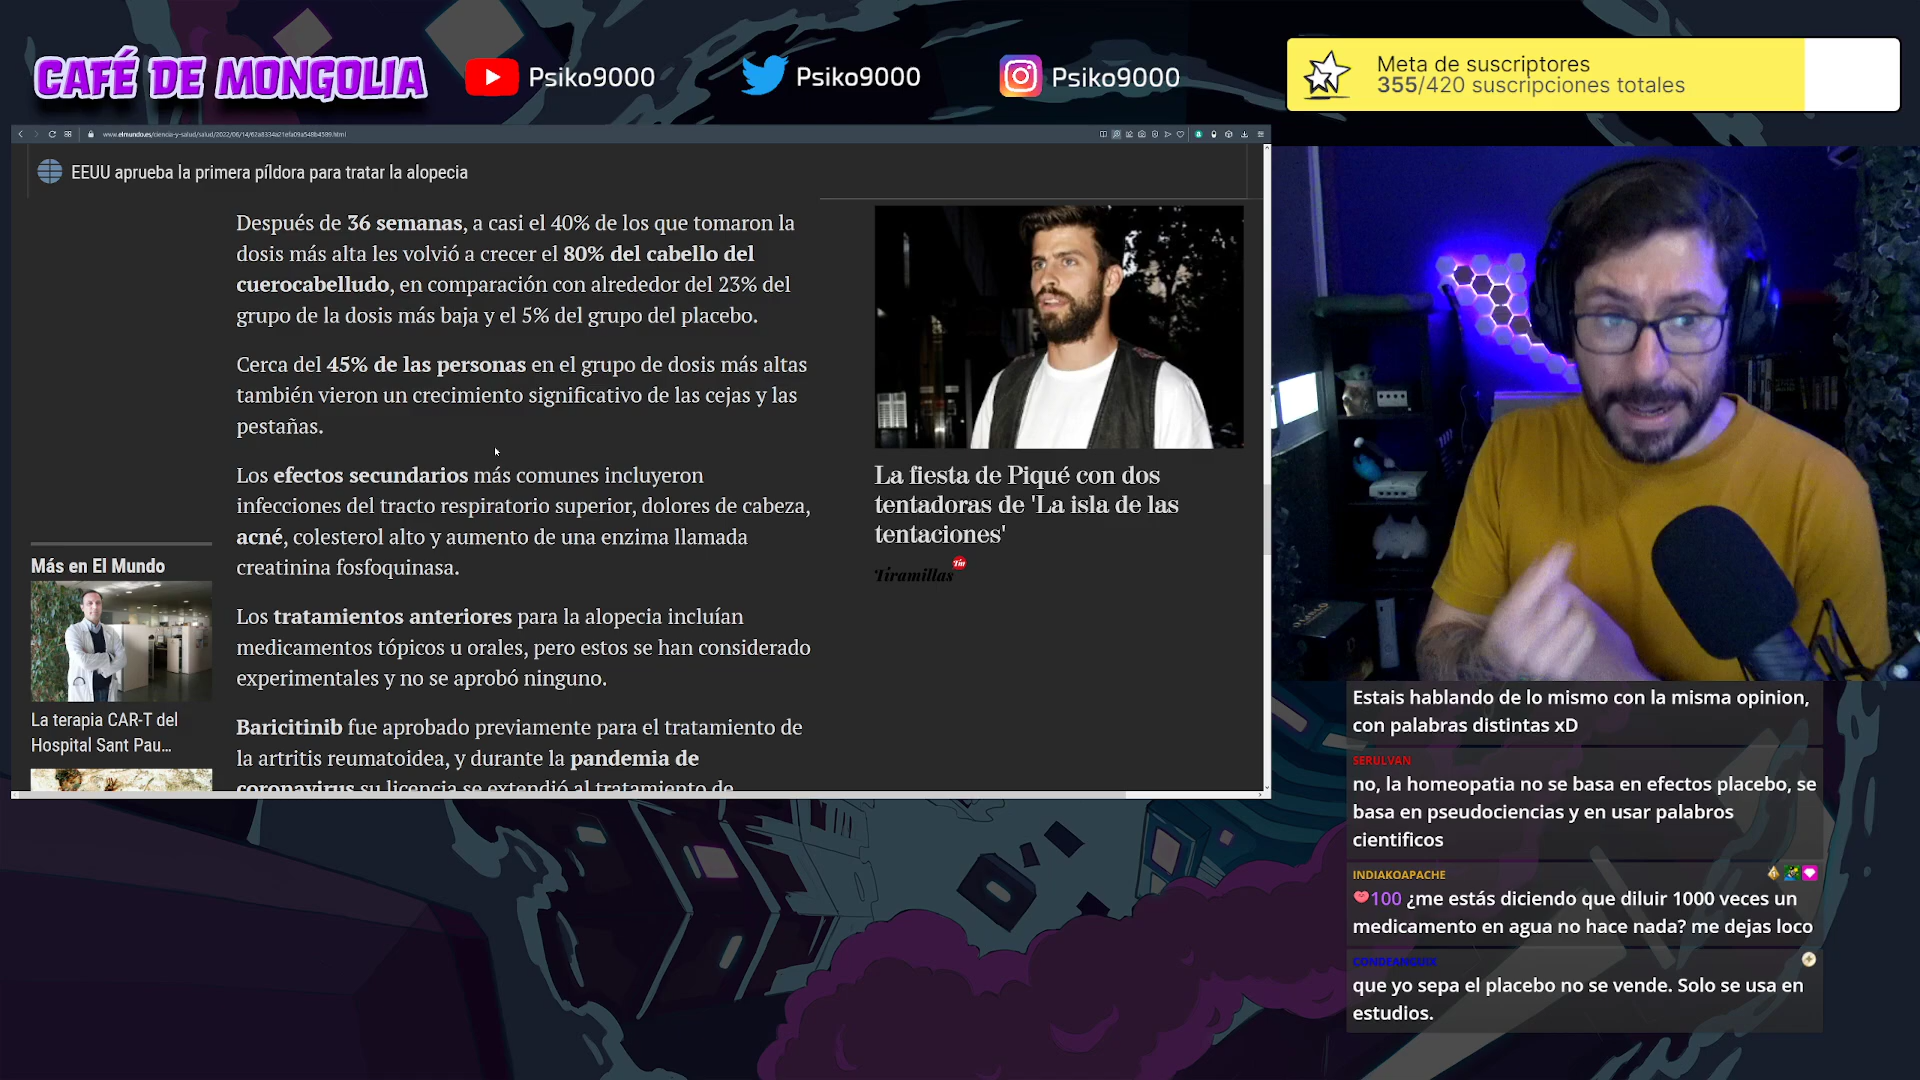 CAFÉ DE MONGOLIA
Psiko9000
Psiko9000
Psiko9000
Meta de suscriptores
355/420 suscripciones totales
EEUU aprueba la primera píldora para tratar la alopecia
Después de 36 semanas, a casi el 40% de los que tomaron la
dosis más alta les volvió a crecer el 80% del cabello del
cuerocabelludo, en comparación con alrededor del 23% del
grupo de la dosis más baja y el 5% del grupo del placebo.
Cerca del 45% de las personas en el grupo de dosis más altas
también vieron un crecimiento significativo de las cejas y las
pestañas.
Los efectos secundarios más comunes incluyeron
infecciones del tracto respiratorio superior, dolores de cabeza,
acné, colesterol alto y aumento de una enzima llamada
creatinina fosfoquinasa.
Los tratamientos anteriores para la alopecia incluían
medicamentos tópicos u orales, pero estos se han considerado
experimentales y no se aprobó ninguno.
Baricitinib fue aprobado previamente para el tratamiento de
la artritis reumatoidea, y durante la pandemia de
coronavirus su licencia se extendió al tratamiento de
Más en El Mundo
La terapia CAR-T del
Hospital Sant Pau...
La fiesta de Piqué con dos
tentadoras de 'La isla de las
tentaciones'
Tiramillas
Estais hablando de lo mismo con la misma opinion,
con palabras distintas xD
SERULVAN
no, la homeopatia no se basa en efectos placebo, se
basa en pseudociencias y en usar palabros
cientificos
INDIAKOAPACHE
100 ¿me estás diciendo que diluir 1000 veces un
medicamento en agua no hace nada? me dejas loco
CONDEANGUIX
que yo sepa el placebo no se vende. Solo se usa en
estudios.